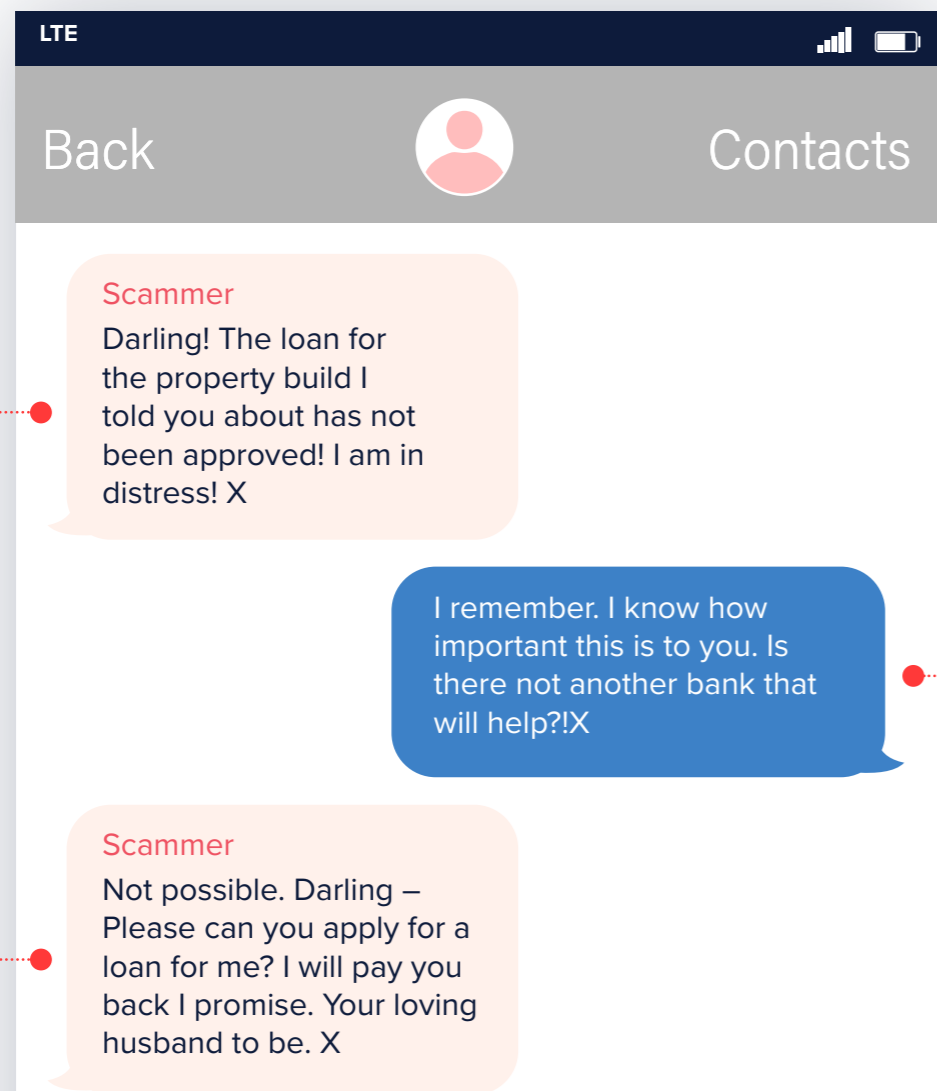 LTE
Back Contacts
Scammer
Darling! The loan for
the property build I
told you about has not
been approved! I am in
distress! X
I remember. I know how
important this is to you. Is
there not another bank that
will help?!X
Scammer
Not possible. Darling –
Please can you apply for a
loan for me? I will pay you
back I promise. Your loving
husband to be. X